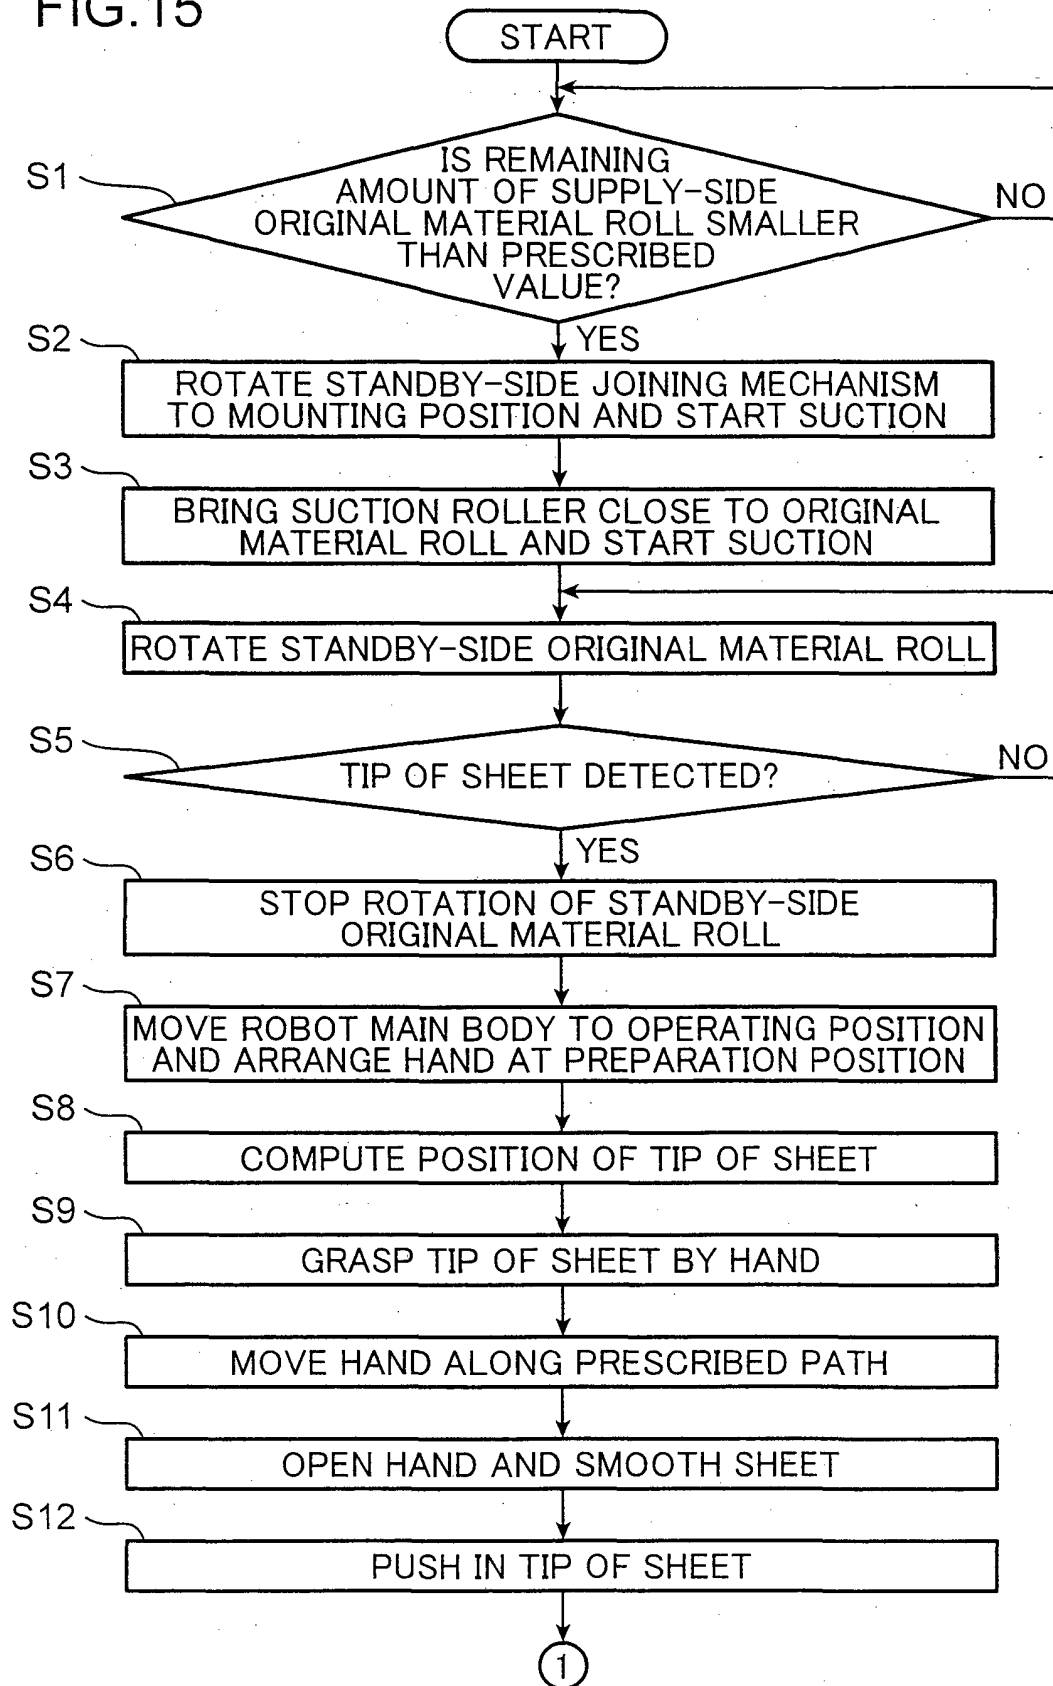 FIG.15
START
S1
IS REMAINING
AMOUNT OF SUPPLY-SIDE
ORIGINAL MATERIAL ROLL SMALLER
THAN PRESCRIBED
VALUE?
NO
YES
S2
ROTATE STANDBY-SIDE JOINING MECHANISM
TO MOUNTING POSITION AND START SUCTION
S3
BRING SUCTION ROLLER CLOSE TO ORIGINAL
MATERIAL ROLL AND START SUCTION
S4
ROTATE STANDBY-SIDE ORIGINAL MATERIAL ROLL
S5
TIP OF SHEET DETECTED?
NO
YES
S6
STOP ROTATION OF STANDBY-SIDE
ORIGINAL MATERIAL ROLL
S7
MOVE ROBOT MAIN BODY TO OPERATING POSITION
AND ARRANGE HAND AT PREPARATION POSITION
S8
COMPUTE POSITION OF TIP OF SHEET
S9
GRASP TIP OF SHEET BY HAND
S10
MOVE HAND ALONG PRESCRIBED PATH
S11
OPEN HAND AND SMOOTH SHEET
S12
PUSH IN TIP OF SHEET
1